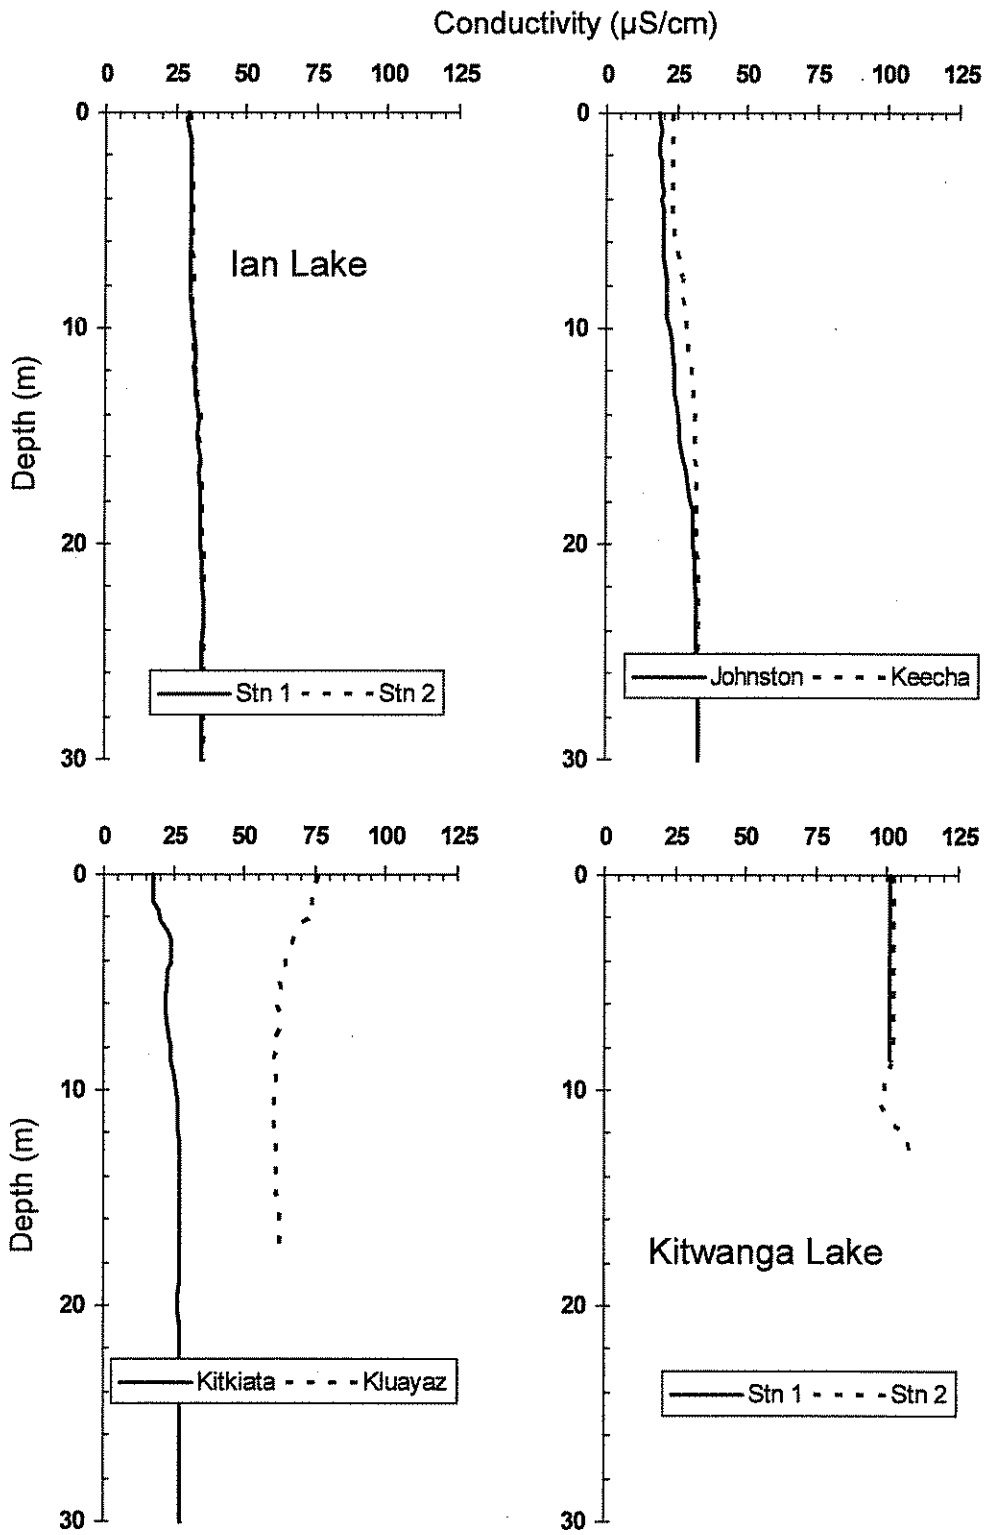 Conductivity (µS/cm)
0 25 50 75 100 125
0
10
20
30
Depth (m)
Ian Lake
Stn 1 Stn 2
0 25 50 75 100 125
0
10
20
30
Johnston Keecha
0 25 50 75 100 125
0
10
20
30
Depth (m)
Kitkiata Kluayaz
0 25 50 75 100 125
0
10
20
30
Kitwanga Lake
Stn 1 Stn 2